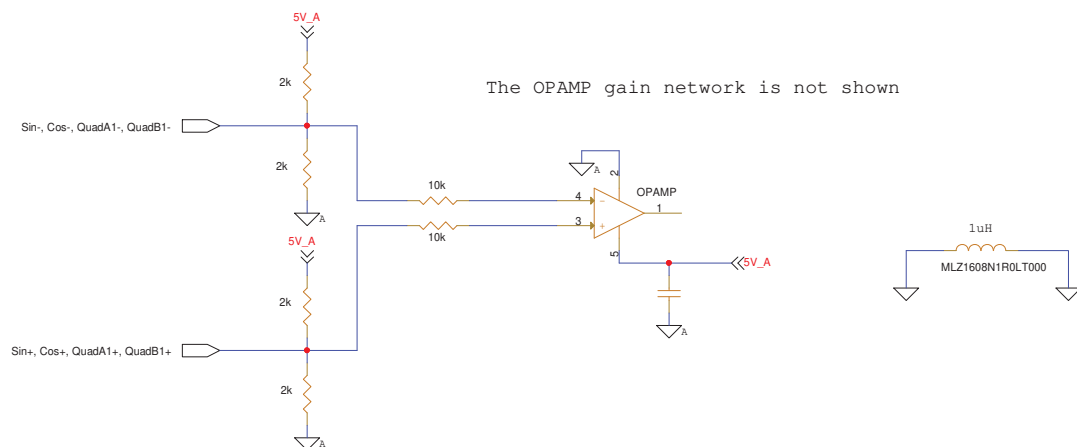 5V_A
2k
The OPAMP gain network is not shown
Sin-, Cos-, QuadA1-, QuadB1-
2k
A
2
10k
4
OPAMP
1
A
10k
3
5V_A
5
5V_A
1uH
MLZ1608N1R0LT000
2k
A
Sin+, Cos+, QuadA1+, QuadB1+
2k
A